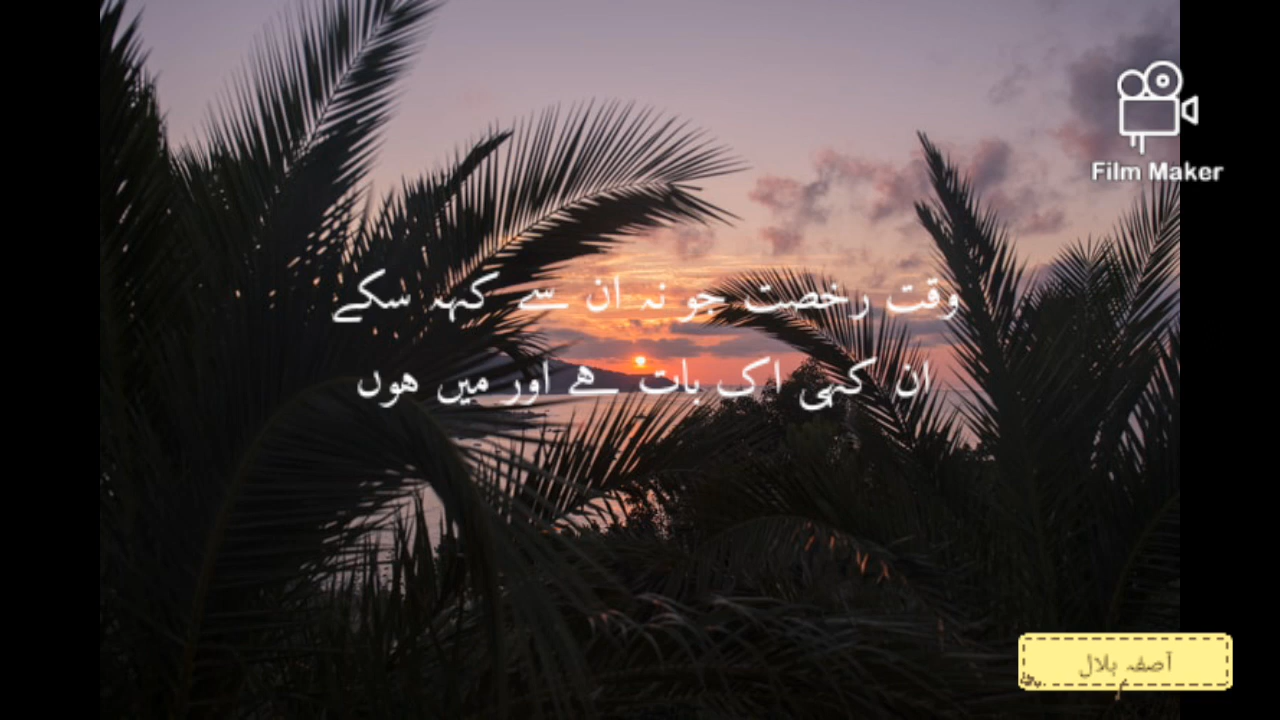 Film Maker
وقت رخصت جو نہ ان سے کہہ سکے
ان کہی اک بات ہے اور میں ہوں
آصفہ بلال